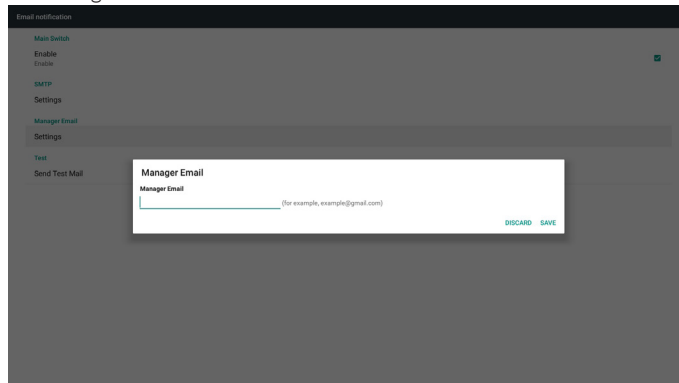 Email notification
Main Switch
Enable
Enable
SMTP
Settings
Manager Email
Settings
Test
Send Test Mail
Manager Email
Manager Email
(for example, example@gmail.com)
DISCARD SAVE